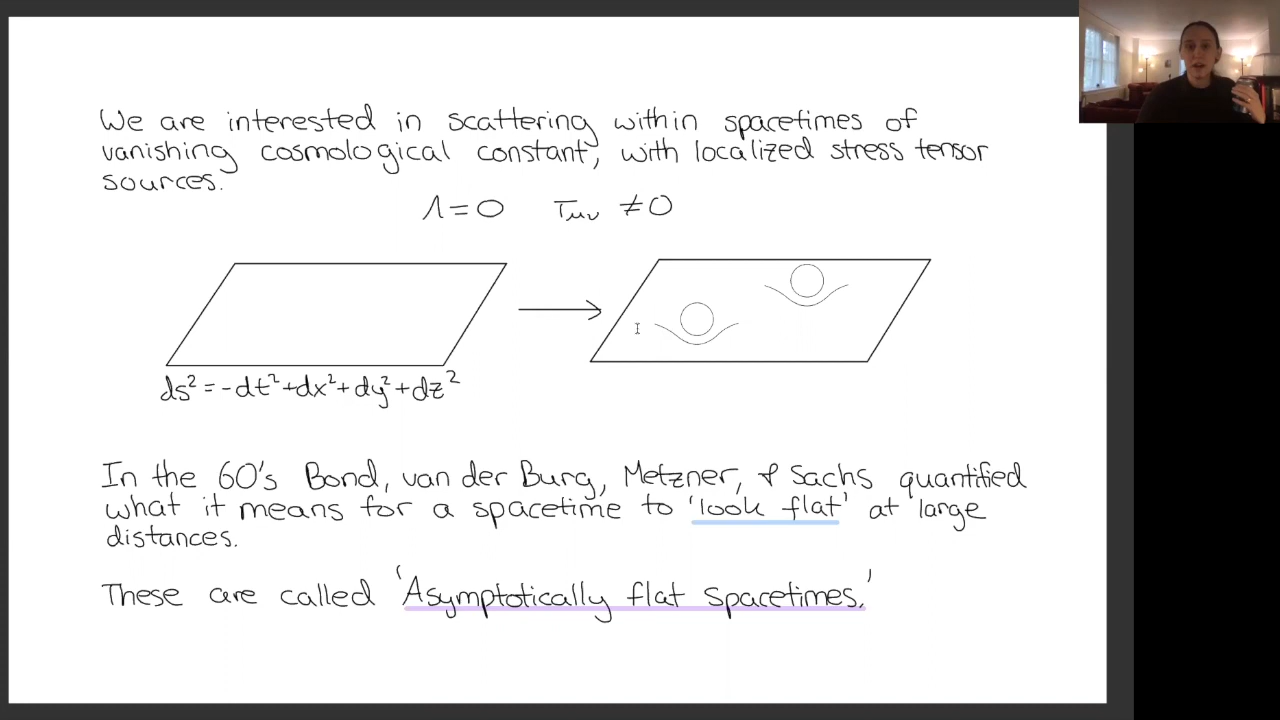 We are interested in scattering within spacetimes of
vanishing cosmological constant, with localized stress tensor
sources.
Λ=0 Tμν ≠0
ds²=-dt²+dx²+dy²+dz²
In the 60's Bond, van der Burg, Metzner, & Sachs quantified
what it means for a spacetime to 'look flat' at large
distances.
These are called 'Asymptotically flat spacetimes.'